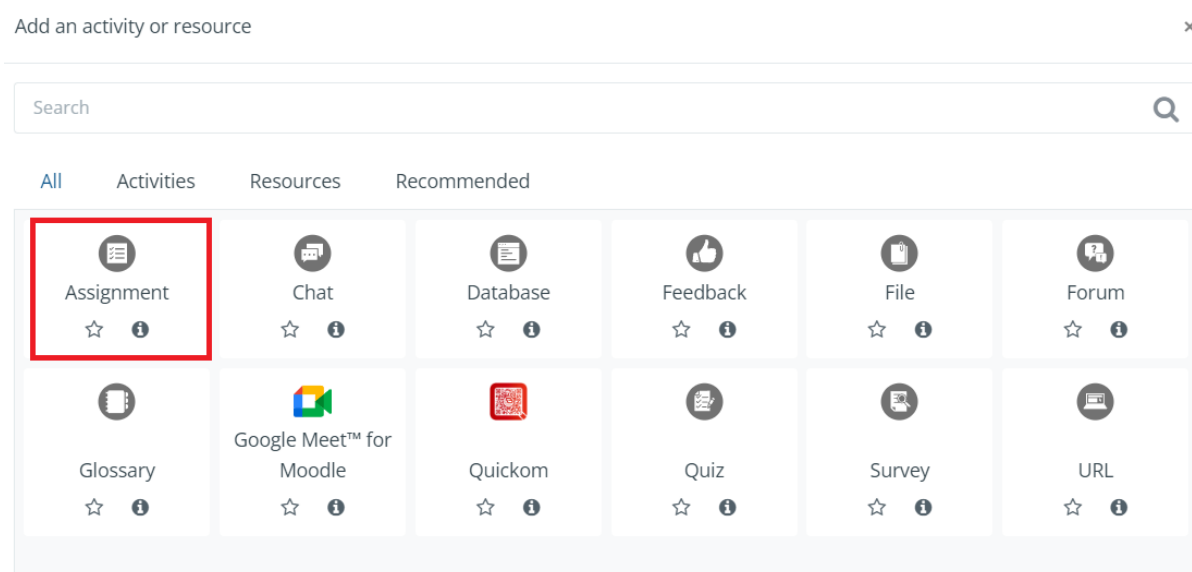 Add an activity or resource
×
Search
All Activities Resources Recommended
Assignment Chat Database Feedback File Forum
Google Meet™ for
Glossary Moodle Quickom Quiz Survey URL